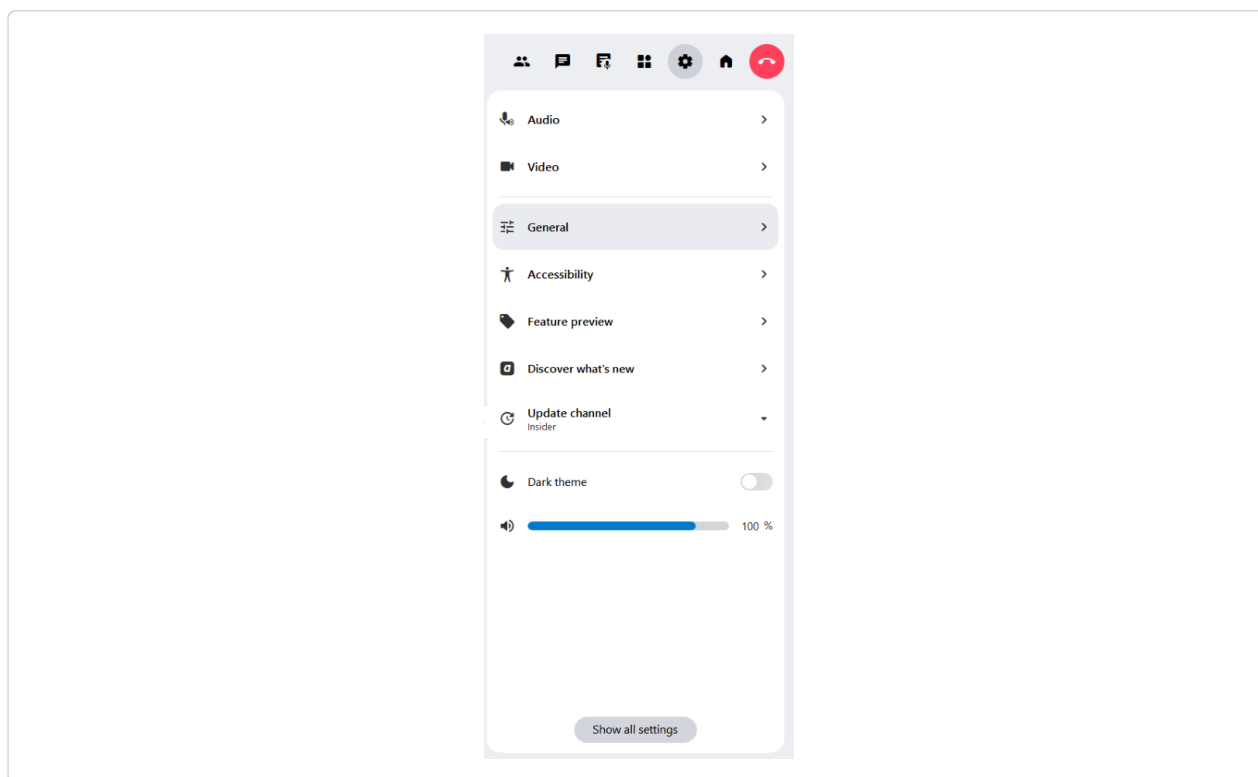 Audio
Video
General
Accessibility
Feature preview
Discover what's new
Update channel
Insider
Dark theme
100 %
Show all settings